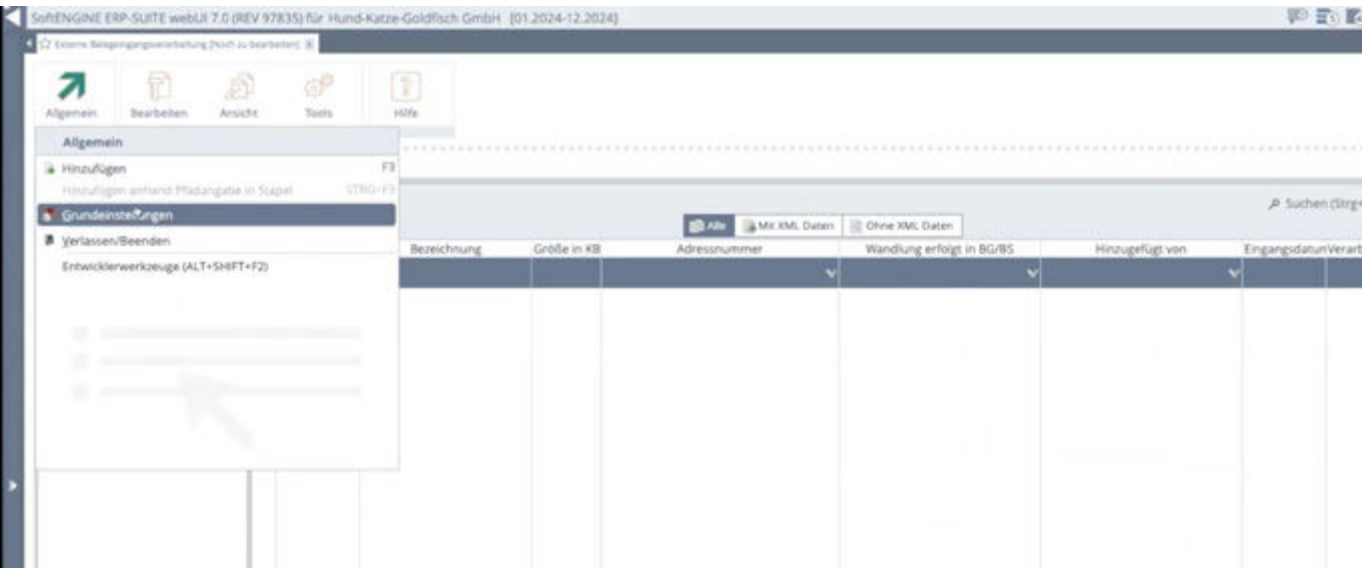 SoftENGINE ERP-SUITE webUI 7.0 (REV 97835) für Hund-Katze-Goldfisch GmbH [01.2024-12.2024]
Externe Belegeingangsverarbeitung [Noch zu bearbeiten]
Allgemein Bearbeiten Ansicht Tools Hilfe
Allgemein
Hinzufügen F3
Hinzufügen anhand Pfadangabe in Stapel STRG+F3
Grundeinstellungen
Verlassen/Beenden
Entwicklerwerkzeuge (ALT+SHIFT+F2)
Suchen (Strg+
Alle Mit XML Daten Ohne XML Daten
Bezeichnung Größe in KB Adressnummer Wandlung erfolgt in BG/BS Hinzugefügt von Eingangsdatum Verart